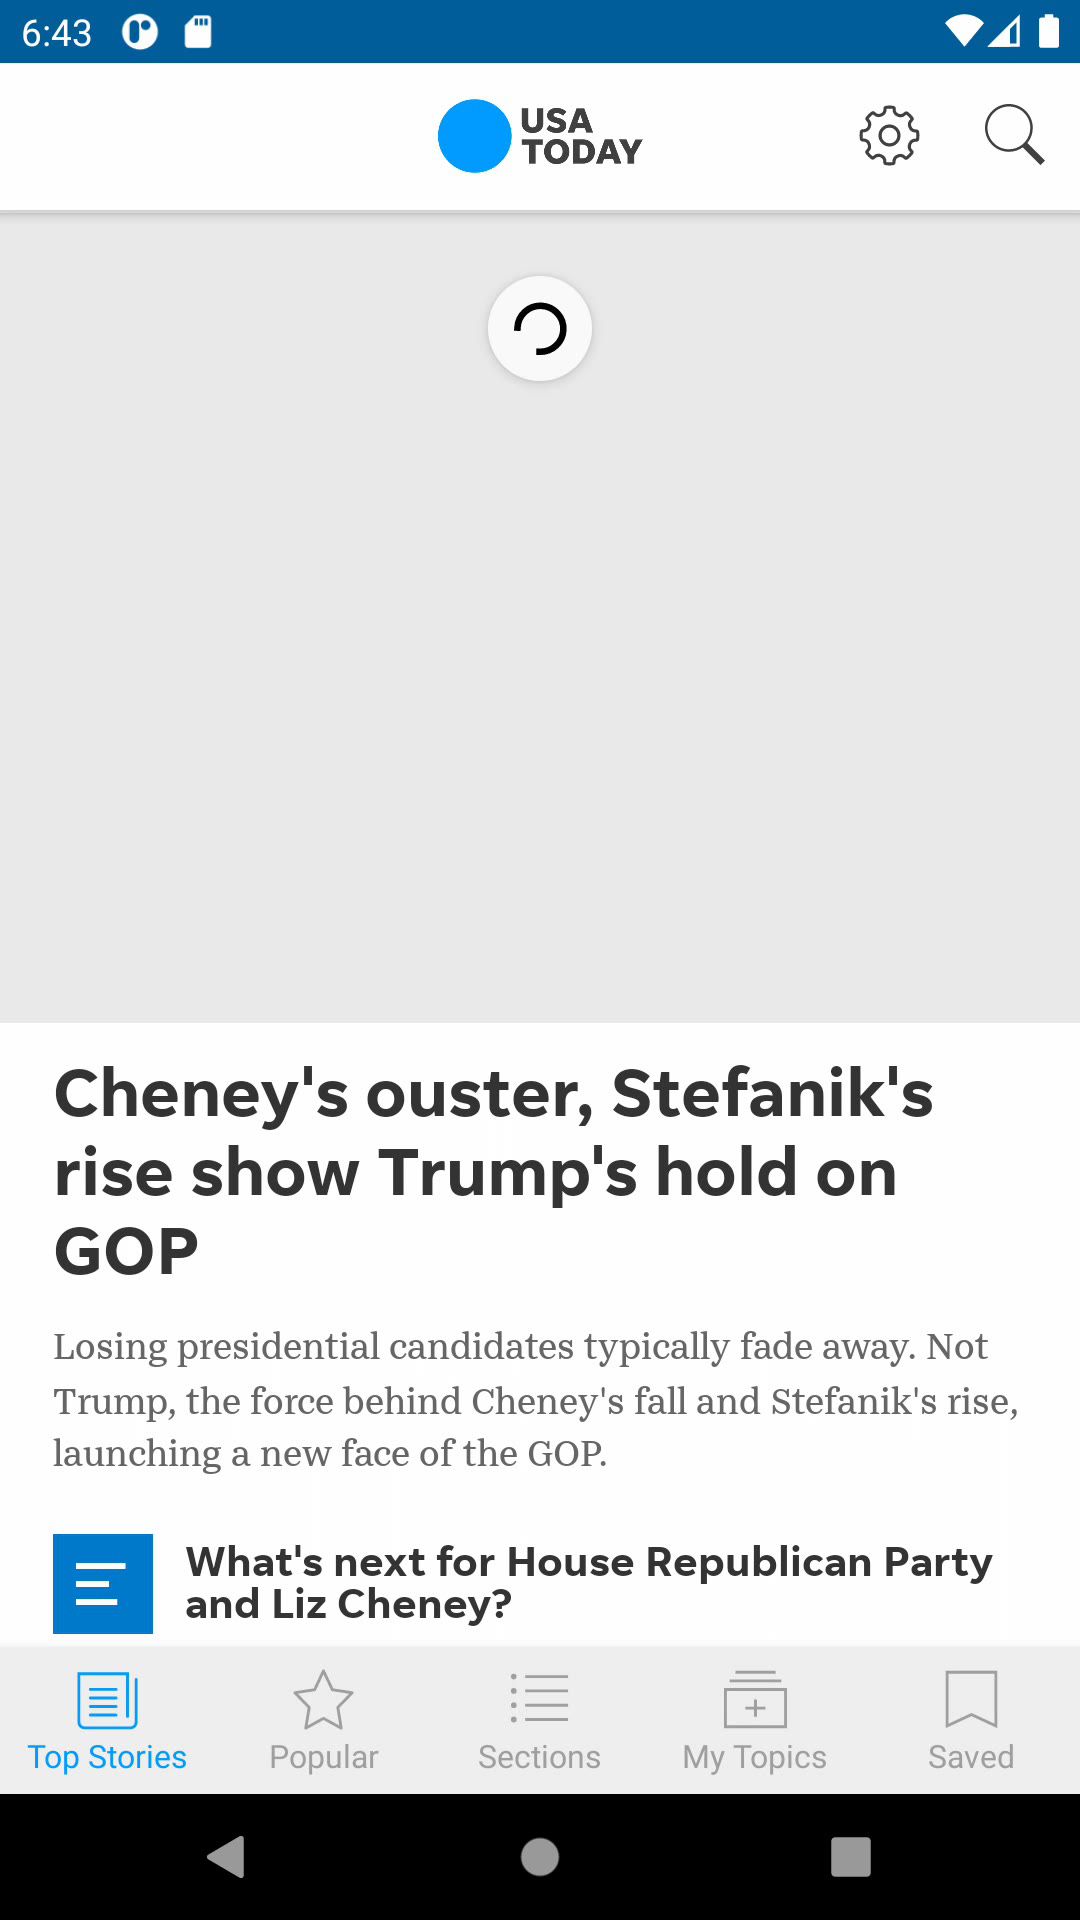 6:43
USA
TODAY
Cheney's ouster, Stefanik's
rise show Trump's hold on
GOP
Losing presidential candidates typically fade away. Not
Trump, the force behind Cheney's fall and Stefanik's rise,
launching a new face of the GOP.
What's next for House Republican Party
and Liz Cheney?
Top Stories
Popular
Sections
My Topics
Saved